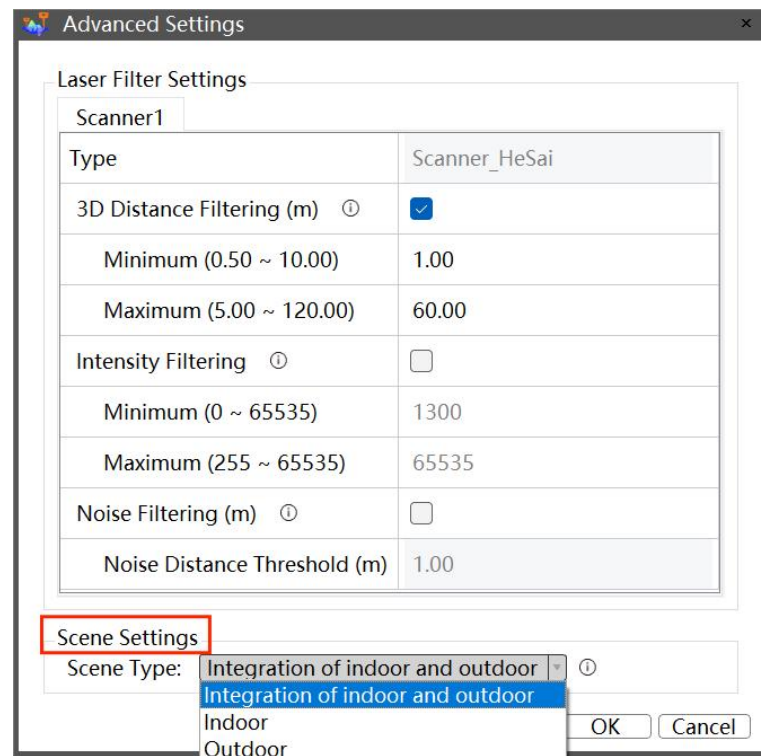 Advanced Settings ×
Laser Filter Settings
Scanner1
Type Scanner_HeSai
3D Distance Filtering (m) ⓘ
Minimum (0.50 ~ 10.00) 1.00
Maximum (5.00 ~ 120.00) 60.00
Intensity Filtering ⓘ
Minimum (0 ~ 65535) 1300
Maximum (255 ~ 65535) 65535
Noise Filtering (m) ⓘ
Noise Distance Threshold (m) 1.00
Scene Settings
Scene Type: Integration of indoor and outdoor ⓘ
Integration of indoor and outdoor
Indoor OK Cancel
Outdoor